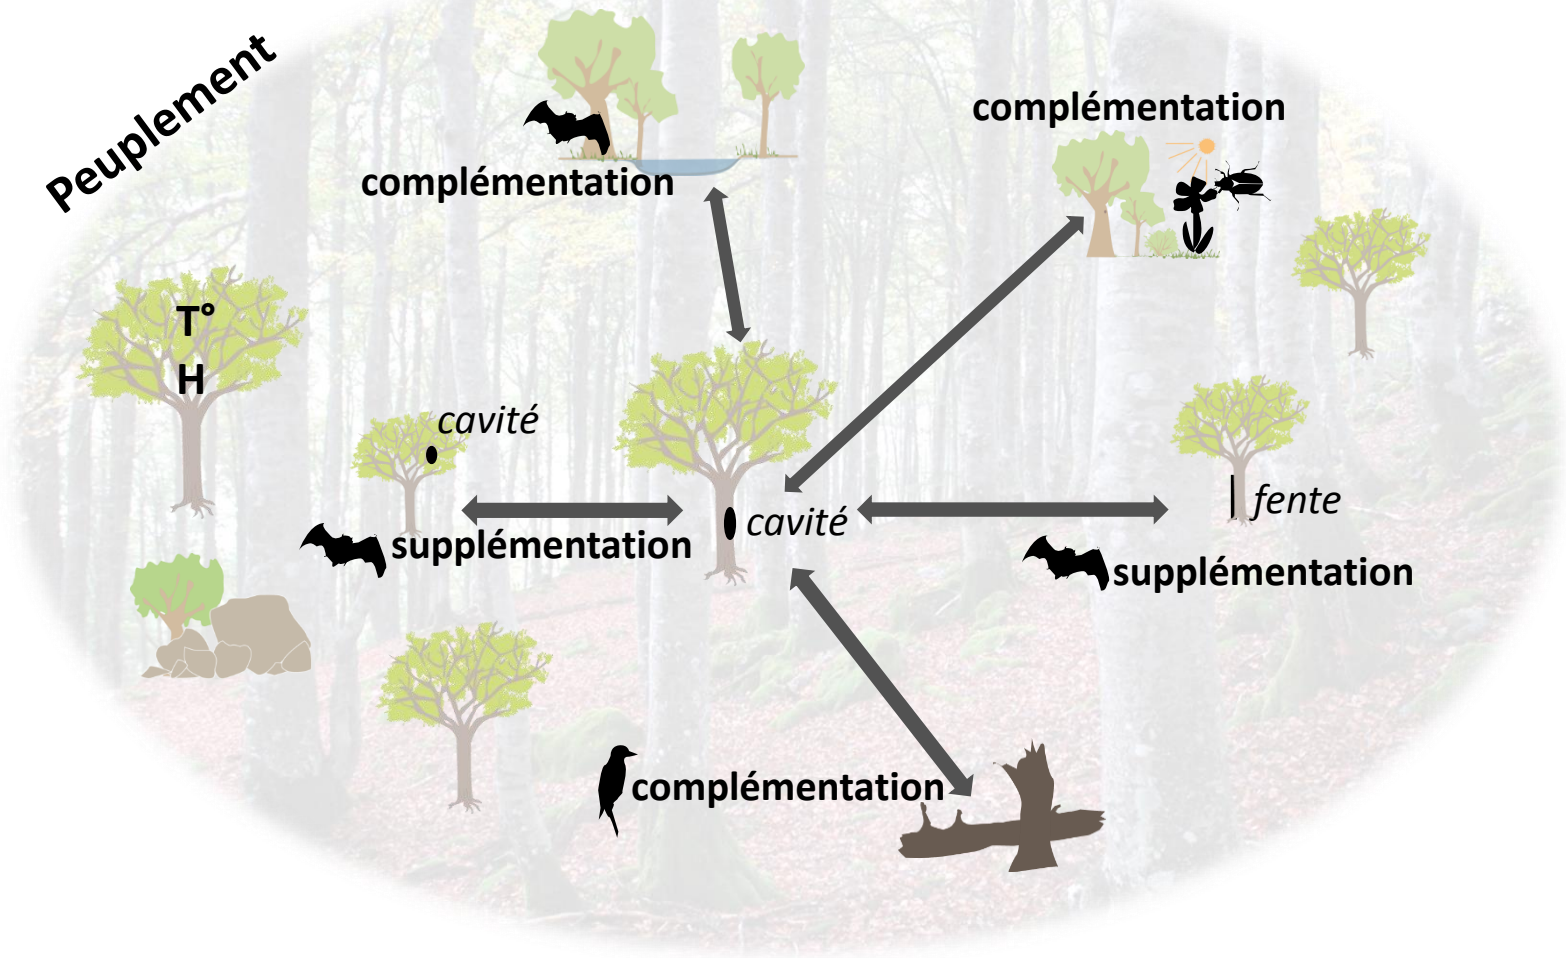 Peuplement
complémentation
complémentation
T°
H
cavité
cavité
fente
supplémentation
supplémentation
complémentation